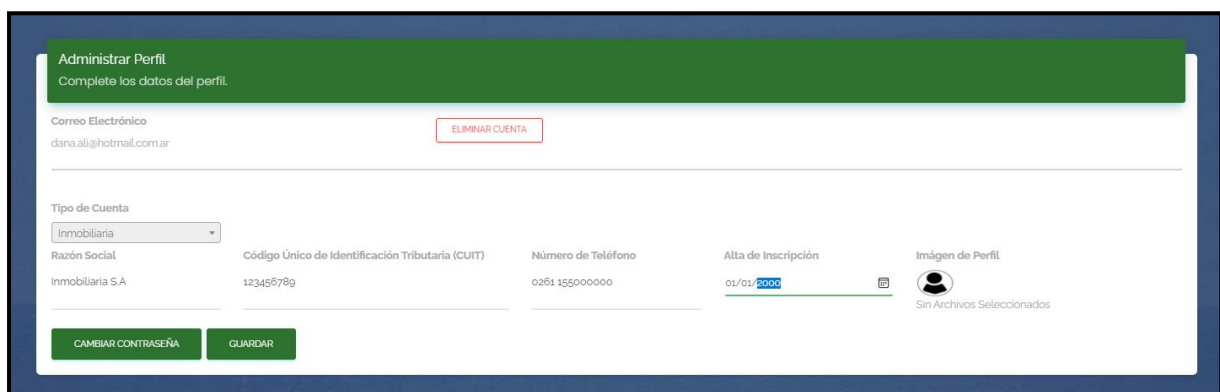 Administrar Perfil
Complete los datos del perfil.
Correo Electrónico
dana.ali@hotmail.com.ar
ELIMINAR CUENTA
Tipo de Cuenta
Inmobiliaria
Razón Social
Inmobiliaria S.A
Código Único de Identificación Tributaria (CUIT)
123456789
Número de Teléfono
0261 155000000
Alta de Inscripción
01/01/2000
Imágen de Perfil
Sin Archivos Seleccionados
CAMBIAR CONTRASEÑA
GUARDAR